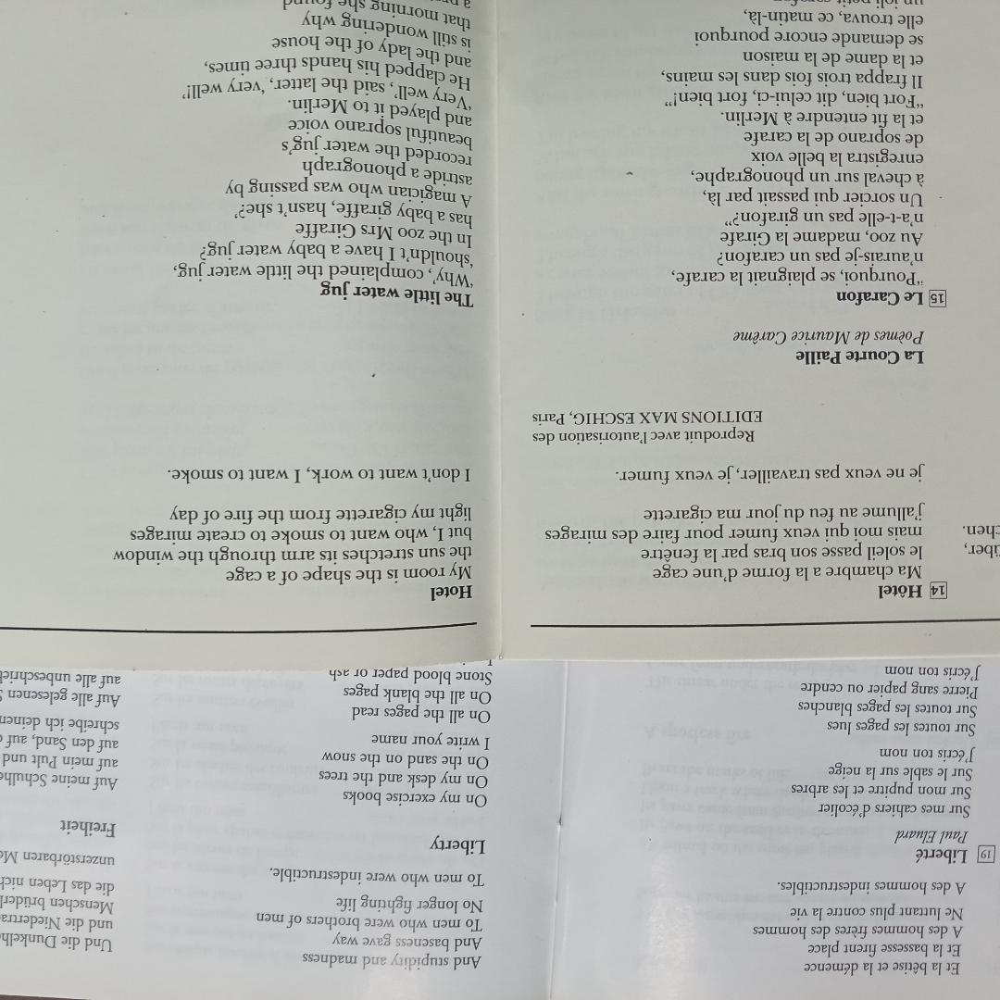 Et la bêtise et la démence
Et la bassesse firent place
A des hommes frères des hommes
Ne luttant plus contre la vie
A des hommes indestructibles.
19 Liberté
Paul Eluard
Sur mes cahiers d'écolier
Sur mon pupitre et les arbres
Sur le sable sur la neige
J'écris ton nom
Sur toutes les pages lues
Sur toutes les pages blanches
Pierre sang papier ou cendre
J'écris ton nom
And stupidity and madness
And baseness gave way
To men who were brothers of men
No longer fighting life
To men who were indestructible.
Liberty
On my exercise books
On my desk and the trees
On the sand on the snow
I write your name
On all the pages read
On all the blank pages
Stone blood paper or ash
Und die
und die
Menschen
die das Leben
unzerstörbaren
Freiheit
Auf meine
auf mein Pult und
auf den Sand, auf
schreibe ich
Auf alle gelesenen
auf alle
14 Hôtel
Ma chambre a la forme d'une cage
le soleil passe son bras par la fenêtre
mais moi qui veux fumer pour faire des mirages
j'allume au feu du jour ma cigarette
je ne veux pas travailler, je veux fumer.
Reproduit avec l'autorisation des
EDITIONS MAX ESCHIG, Paris
La Courte Paille
Poèmes de Maurice Carême
15 Le Carafon
“Pourquoi, se plaignait la carafe,
n'aurais-je pas un carafon?
Au zoo, madame la Girafe
n'a-t-elle pas un girafon?”
Un sorcier qui passait par là,
à cheval sur un phonographe,
enregistra la belle voix
de soprano de la carafe
et la fit entendre à Merlin.
“Fort bien, dit celui-ci, fort bien!”
Il frappa trois fois dans les mains,
et la dame de la maison
se demande encore pourquoi
elle trouva, ce matin-là,
Hotel
My room is the shape of a cage
the sun stretches its arm through the window
but I, who want to smoke to create mirages
light my cigarette from the fire of day
I don't want to work, I want to smoke.
The little water jug
‘Why’, complained the little water jug,
‘shouldn't I have a baby water jug?
In the zoo Mrs Giraffe
has a baby giraffe, hasn't she?’
A magician who was passing by
astride a phonograph
recorded the water jug's
beautiful soprano voice
and played it to Merlin.
‘Very well’, said the latter, ‘very well!’
He clapped his hands three times,
and the lady of the house
is still wondering why
that morning she found